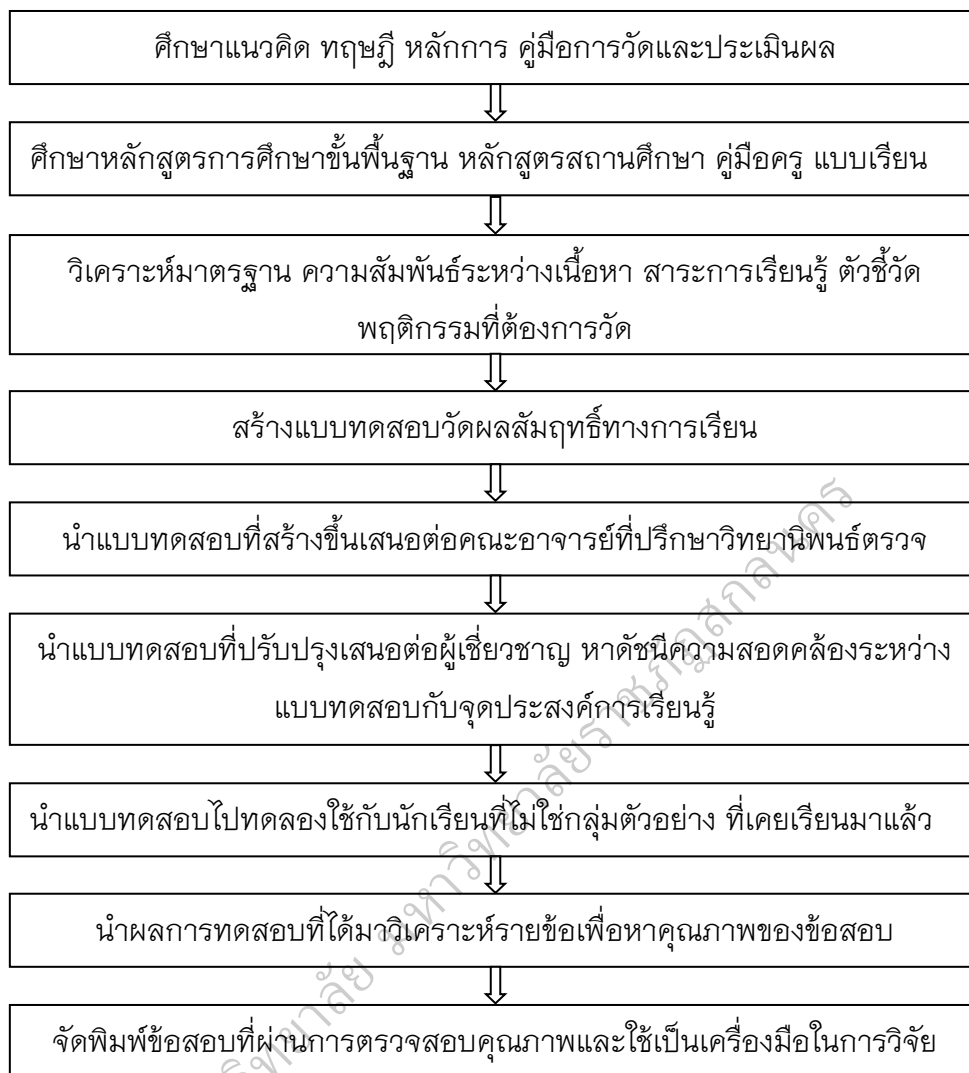 ศึกษาแนวคิด ทฤษฎี หลักการ คู่มือการวัดและประเมินผล
ศึกษาหลักสูตรการศึกษาขั้นพื้นฐาน หลักสูตรสถานศึกษา คู่มือครู แบบเรียน
วิเคราะห์มาตรฐาน ความสัมพันธ์ระหว่างเนื้อหา สาระการเรียนรู้ ตัวชี้วัด
พฤติกรรมที่ต้องการวัด
สร้างแบบทดสอบวัดผลสัมฤทธิ์ทางการเรียน
นำแบบทดสอบที่สร้างขึ้นเสนอต่อคณะอาจารย์ที่ปรึกษาวิทยานิพนธ์ตรวจ
นำแบบทดสอบที่ปรับปรุงเสนอต่อผู้เชี่ยวชาญ หาดัชนีความสอดคล้องระหว่าง
แบบทดสอบกับจุดประสงค์การเรียนรู้
นำแบบทดสอบไปทดลองใช้กับนักเรียนที่ไม่ใช่กลุ่มตัวอย่าง ที่เคยเรียนมาแล้ว
นำผลการทดสอบที่ได้มาวิเคราะห์รายข้อเพื่อหาคุณภาพของข้อสอบ
จัดพิมพ์ข้อสอบที่ผ่านการตรวจสอบคุณภาพและใช้เป็นเครื่องมือในการวิจัย
มหาวิทยาลัยราชภัฏสกลนคร